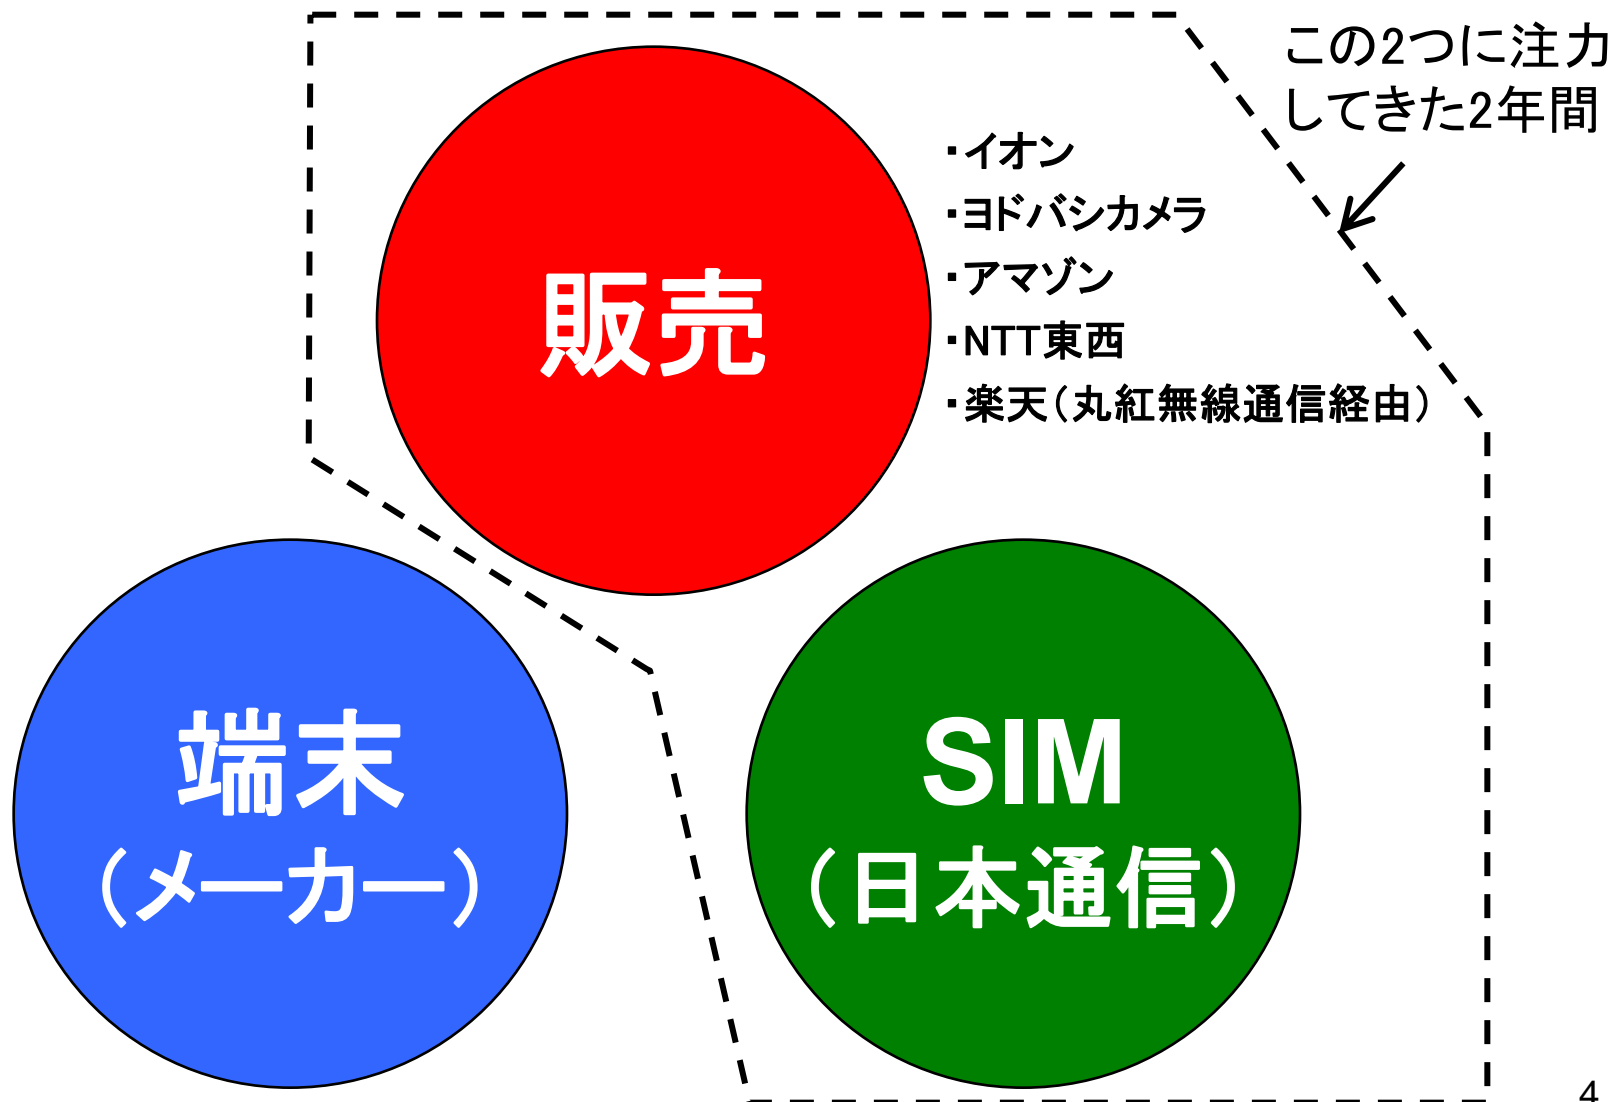 この2つに注力
してきた2年間
・イオン
・ヨドバシカメラ
・アマゾン
・NTT東西
・楽天（丸紅無線通信経由）
販売
端末
（メーカー）
SIM
（日本通信）
4